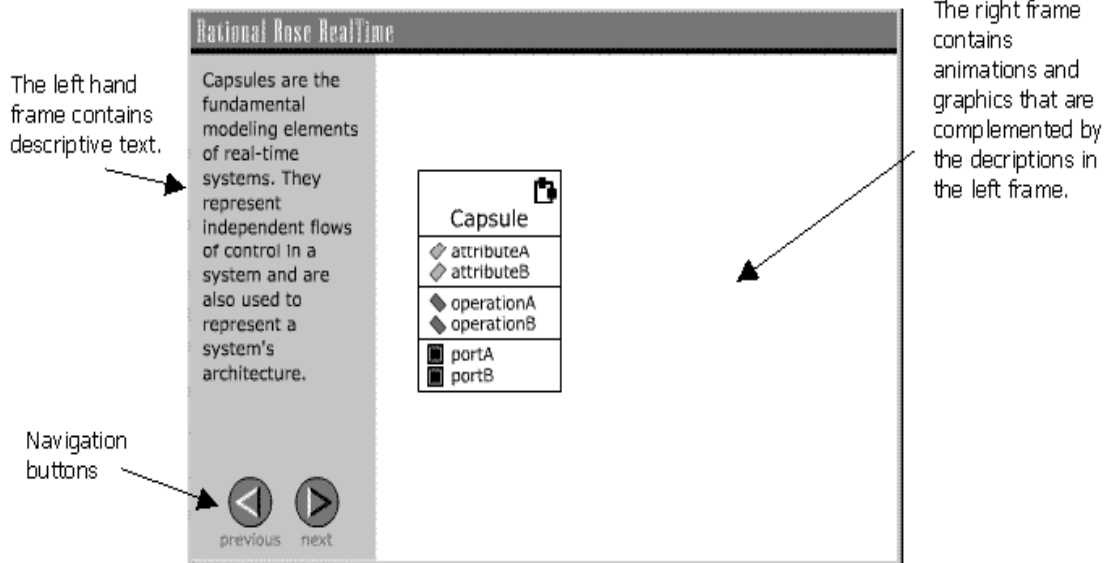 Rational Rose RealTime
The left hand
frame contains
descriptive text.
Capsules are the
fundamental
modeling elements
of real-time
systems. They
represent
independent flows
of control in a
system and are
also used to
represent a
system's
architecture.
Navigation
buttons
previous next
Capsule
attributeA
attributeB
operationA
operationB
portA
portB
The right frame
contains
animations and
graphics that are
complemented by
the decriptions in
the left frame.